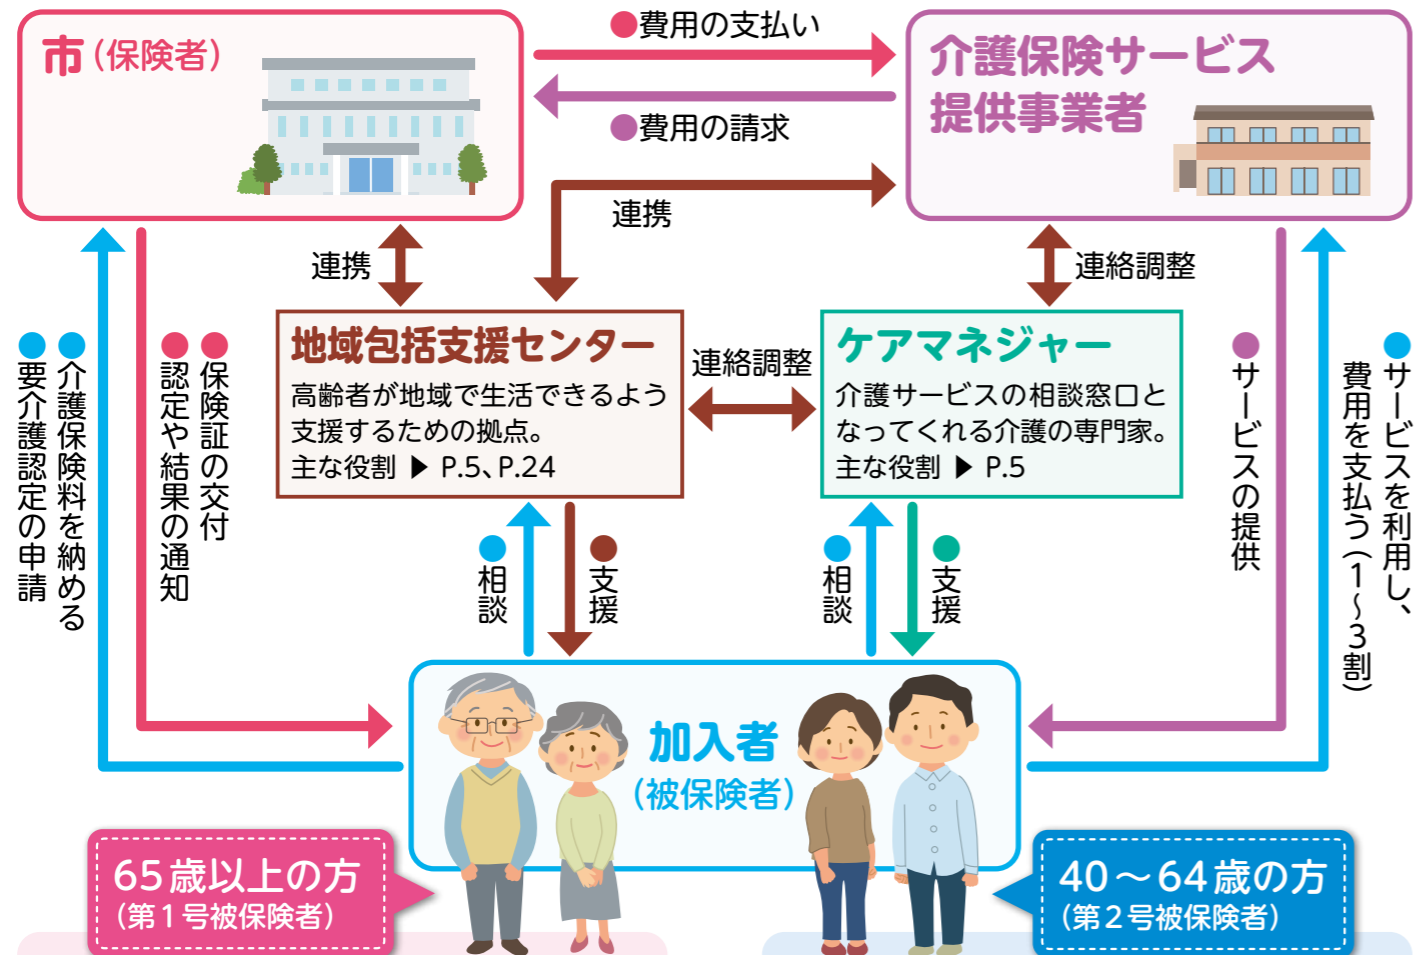 市（保険者）
●費用の支払い
●費用の請求
介護保険サービス
提供事業者
連携
連携
連絡調整
地域包括支援センター
高齢者が地域で生活できるよう
支援するための拠点。
主な役割 ▶ P.5、P.24
連絡調整
ケアマネジャー
介護サービスの相談窓口と
なってくれる介護の専門家。
主な役割 ▶ P.5
●介護保険料を納める
●要介護認定の申請
●保険証の交付
●認定や結果の通知
●サービスの提供
●サービスを利用し、
費用を支払う（1～3割）
●相談
●支援
●相談
●支援
加入者
（被保険者）
65歳以上の方
（第1号被保険者）
40～64歳の方
（第2号被保険者）